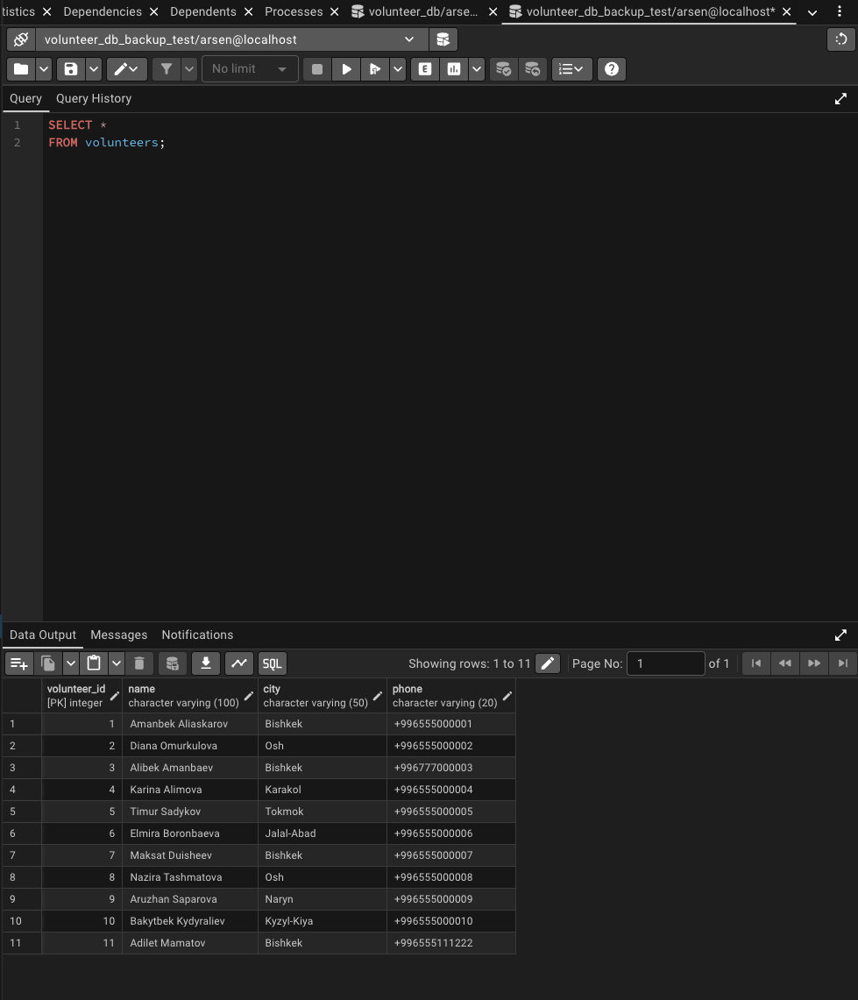 tistics Dependencies Dependents Processes volunteer_db/arse... volunteer_db_backup_test/arsen@localhost*
volunteer_db_backup_test/arsen@localhost
No limit E
Query Query History
1 SELECT *
2 FROM volunteers;
Data Output Messages Notifications
SQL Showing rows: 1 to 11 Page No: 1 of 1
volunteer_id name city phone
[PK] integer character varying (100) character varying (50) character varying (20)
1 1 Amanbek Aliaskarov Bishkek +996555000001
2 2 Diana Omurkulova Osh +996555000002
3 3 Alibek Amanbaev Bishkek +996777000003
4 4 Karina Alimova Karakol +996555000004
5 5 Timur Sadykov Tokmok +996555000005
6 6 Elmira Boronbaeva Jalal-Abad +996555000006
7 7 Maksat Duisheev Bishkek +996555000007
8 8 Nazira Tashmatova Osh +996555000008
9 9 Aruzhan Saparova Naryn +996555000009
10 10 Bakytbek Kydyraliev Kyzyl-Kiya +996555000010
11 11 Adilet Mamatov Bishkek +996555111222